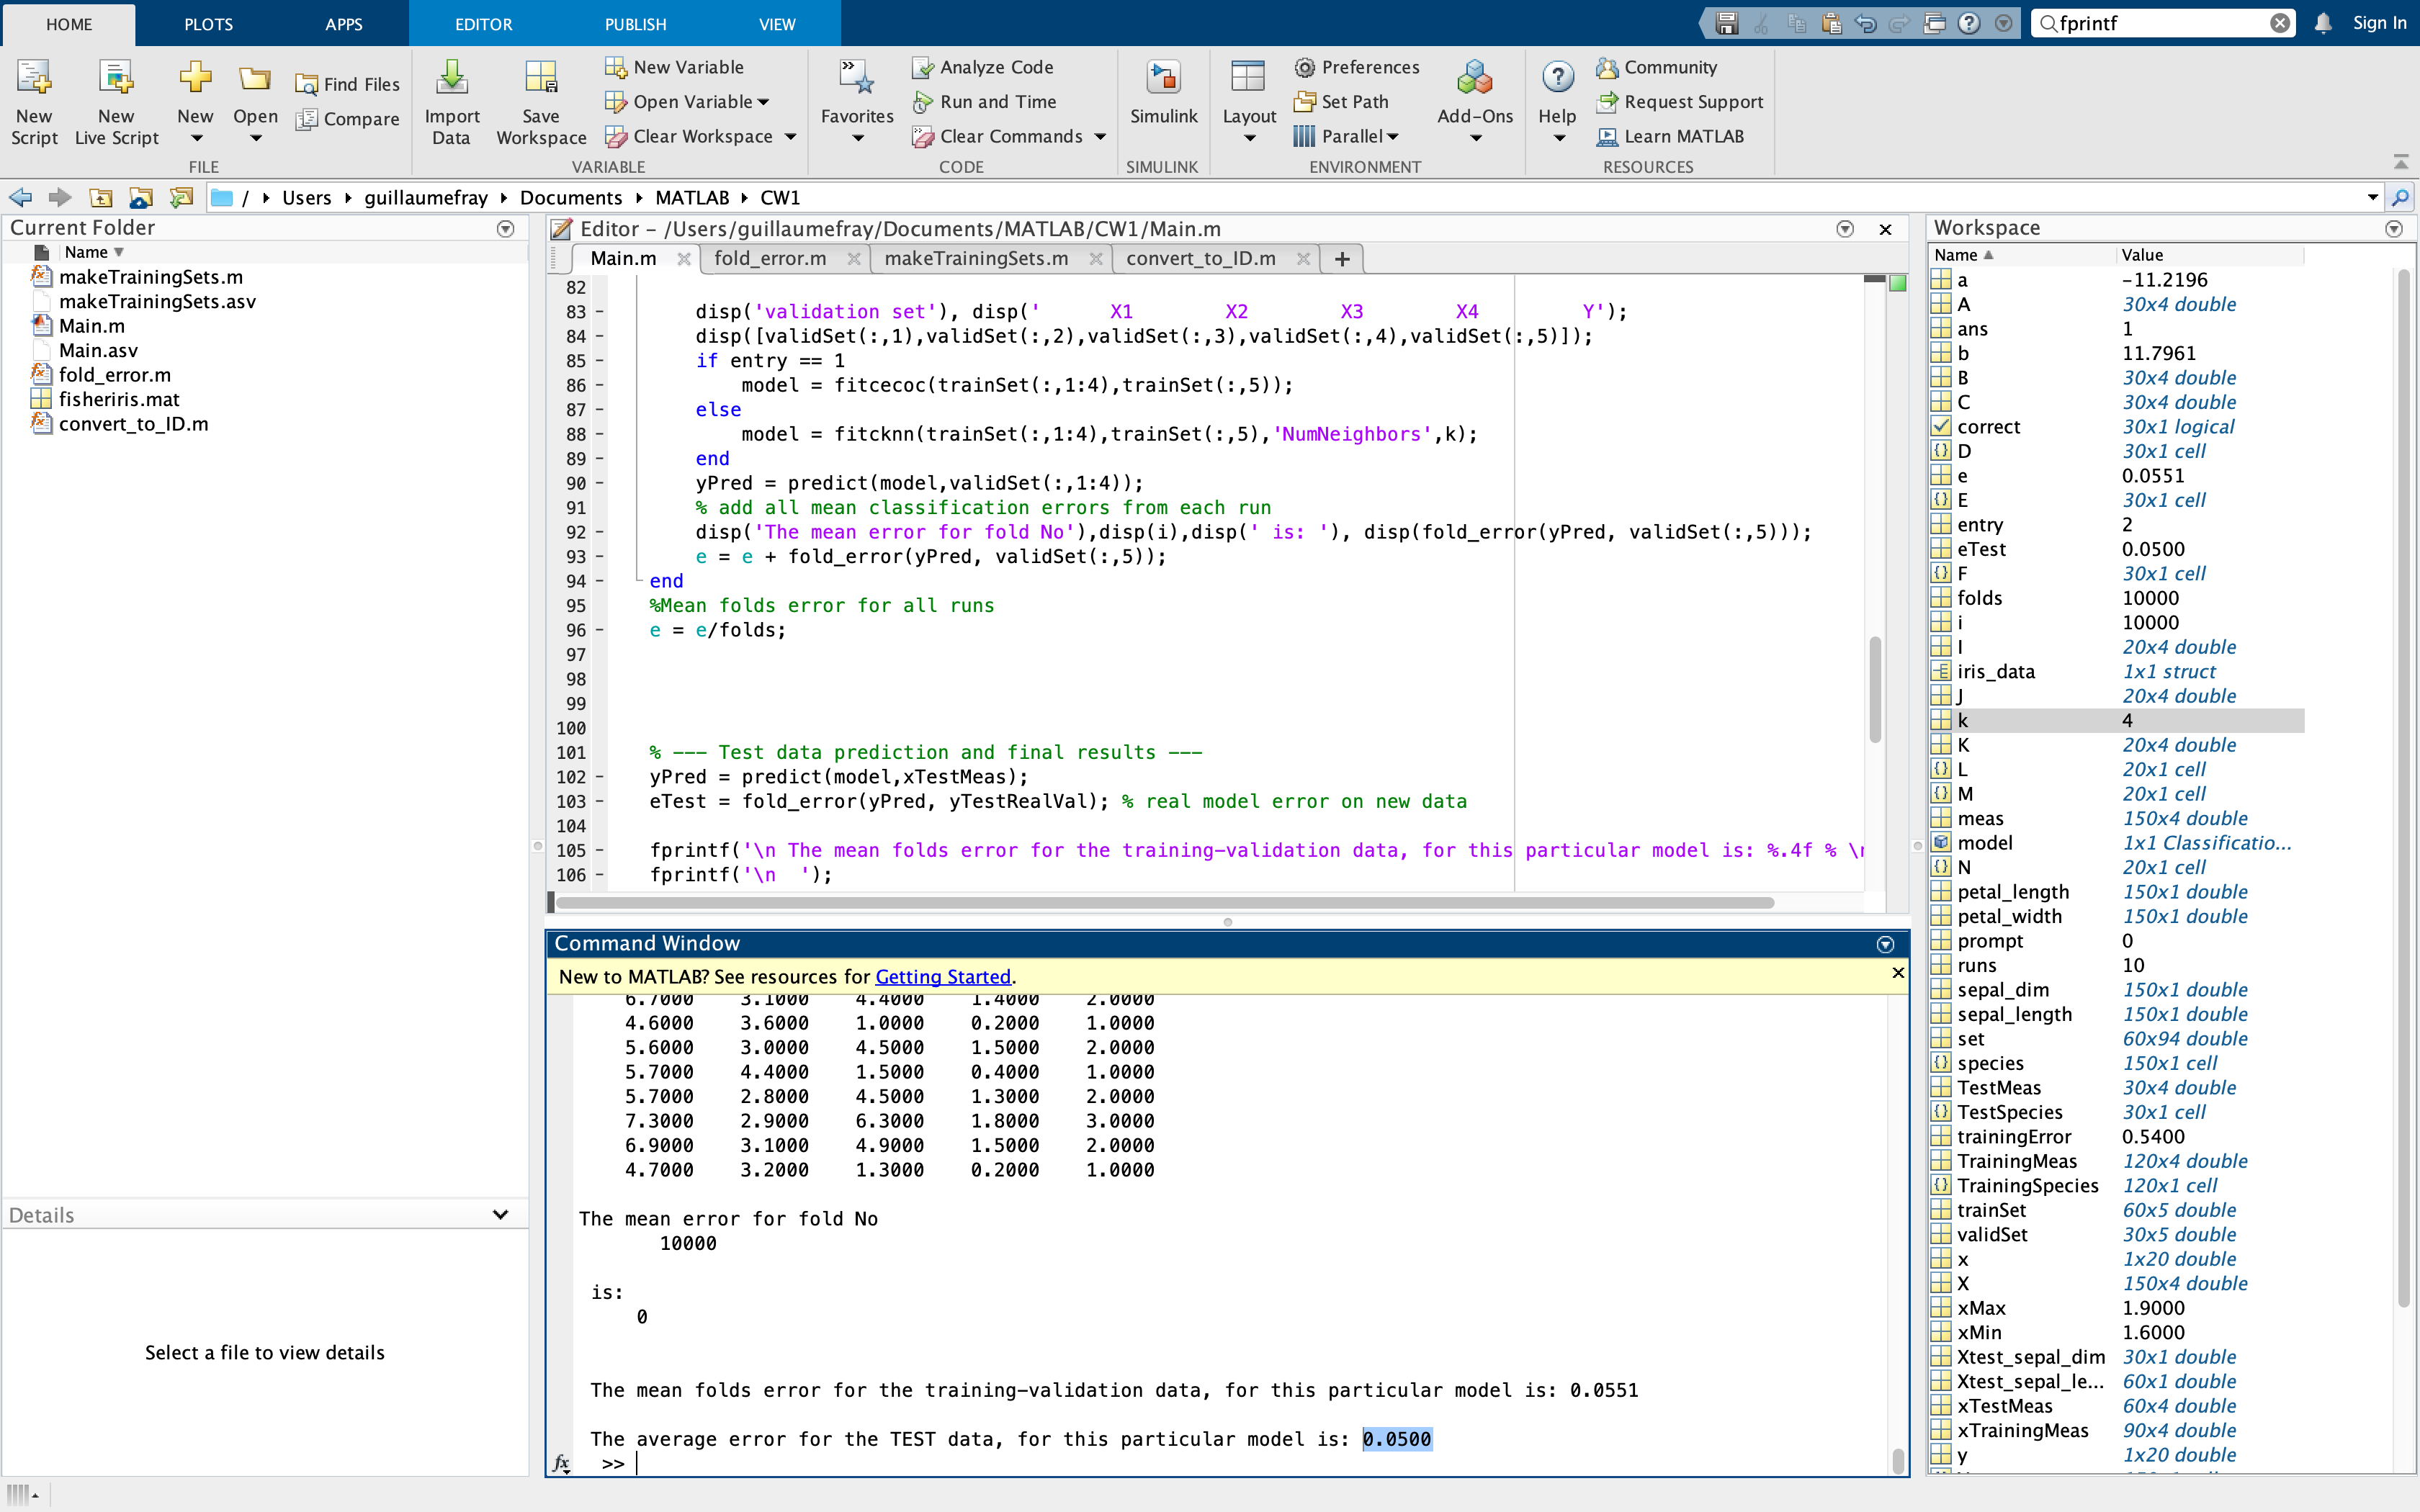 HOME PLOTS APPS EDITOR PUBLISH VIEW fprintf Sign In
New Script
New Live Script
New
Open
Find Files
Compare
FILE
Import Data
Save Workspace
New Variable
Open Variable
Clear Workspace
VARIABLE
Favorites
Analyze Code
Run and Time
Clear Commands
CODE
Simulink
SIMULINK
Layout
Preferences
Set Path
Parallel
Add-Ons
ENVIRONMENT
Help
Community
Request Support
Learn MATLAB
RESOURCES
/ Users guillaumefray Documents MATLAB CW1
Current Folder
Name
makeTrainingSets.m
makeTrainingSets.asv
Main.m
Main.asv
fold_error.m
fisheriris.mat
convert_to_ID.m
Details
Select a file to view details
Editor – /Users/guillaumefray/Documents/MATLAB/CW1/Main.m
Main.m fold_error.m makeTrainingSets.m convert_to_ID.m +
82
83 – disp('validation set'), disp('      X1        X2        X3        X4         Y');
84 – disp([validSet(:,1),validSet(:,2),validSet(:,3),validSet(:,4),validSet(:,5)]);
85 – if entry == 1
86 – model = fitcecoc(trainSet(:,1:4),trainSet(:,5));
87 – else
88 – model = fitcknn(trainSet(:,1:4),trainSet(:,5),'NumNeighbors',k);
89 – end
90 – yPred = predict(model,validSet(:,1:4));
91 % add all mean classification errors from each run
92 – disp('The mean error for fold No'),disp(i),disp(' is: '), disp(fold_error(yPred, validSet(:,5)));
93 – e = e + fold_error(yPred, validSet(:,5));
94 – end
95 %Mean folds error for all runs
96 – e = e/folds;
97
98
99
100
101 % --- Test data prediction and final results ---
102 – yPred = predict(model,xTestMeas);
103 – eTest = fold_error(yPred, yTestRealVal); % real model error on new data
104
105 – fprintf('\n The mean folds error for the training-validation data, for this particular model is: %.4f % \n
106 – fprintf('\n  ');
Command Window
New to MATLAB? See resources for Getting Started.
6.7000 3.1000 4.4000 1.4000 2.0000
4.6000 3.6000 1.0000 0.2000 1.0000
5.6000 3.0000 4.5000 1.5000 2.0000
5.7000 4.4000 1.5000 0.4000 1.0000
5.7000 2.8000 4.5000 1.3000 2.0000
7.3000 2.9000 6.3000 1.8000 3.0000
6.9000 3.1000 4.9000 1.5000 2.0000
4.7000 3.2000 1.3000 0.2000 1.0000
The mean error for fold No
10000
is:
0
The mean folds error for the training-validation data, for this particular model is: 0.0551
The average error for the TEST data, for this particular model is: 0.0500
fx >>
Workspace
Name Value
a -11.2196
A 30x4 double
ans 1
b 11.7961
B 30x4 double
C 30x4 double
correct 30x1 logical
D 30x1 cell
e 0.0551
E 30x1 cell
entry 2
eTest 0.0500
F 30x1 cell
folds 10000
i 10000
I 20x4 double
iris_data 1x1 struct
J 20x4 double
k 4
K 20x4 double
L 20x1 cell
M 20x1 cell
meas 150x4 double
model 1x1 Classificatio...
N 20x1 cell
petal_length 150x1 double
petal_width 150x1 double
prompt 0
runs 10
sepal_dim 150x1 double
sepal_length 150x1 double
set 60x94 double
species 150x1 cell
TestMeas 30x4 double
TestSpecies 30x1 cell
trainingError 0.5400
TrainingMeas 120x4 double
TrainingSpecies 120x1 cell
trainSet 60x5 double
validSet 30x5 double
x 1x20 double
X 150x4 double
xMax 1.9000
xMin 1.6000
Xtest_sepal_dim 30x1 double
Xtest_sepal_le... 60x1 double
xTestMeas 60x4 double
xTrainingMeas 90x4 double
y 1x20 double